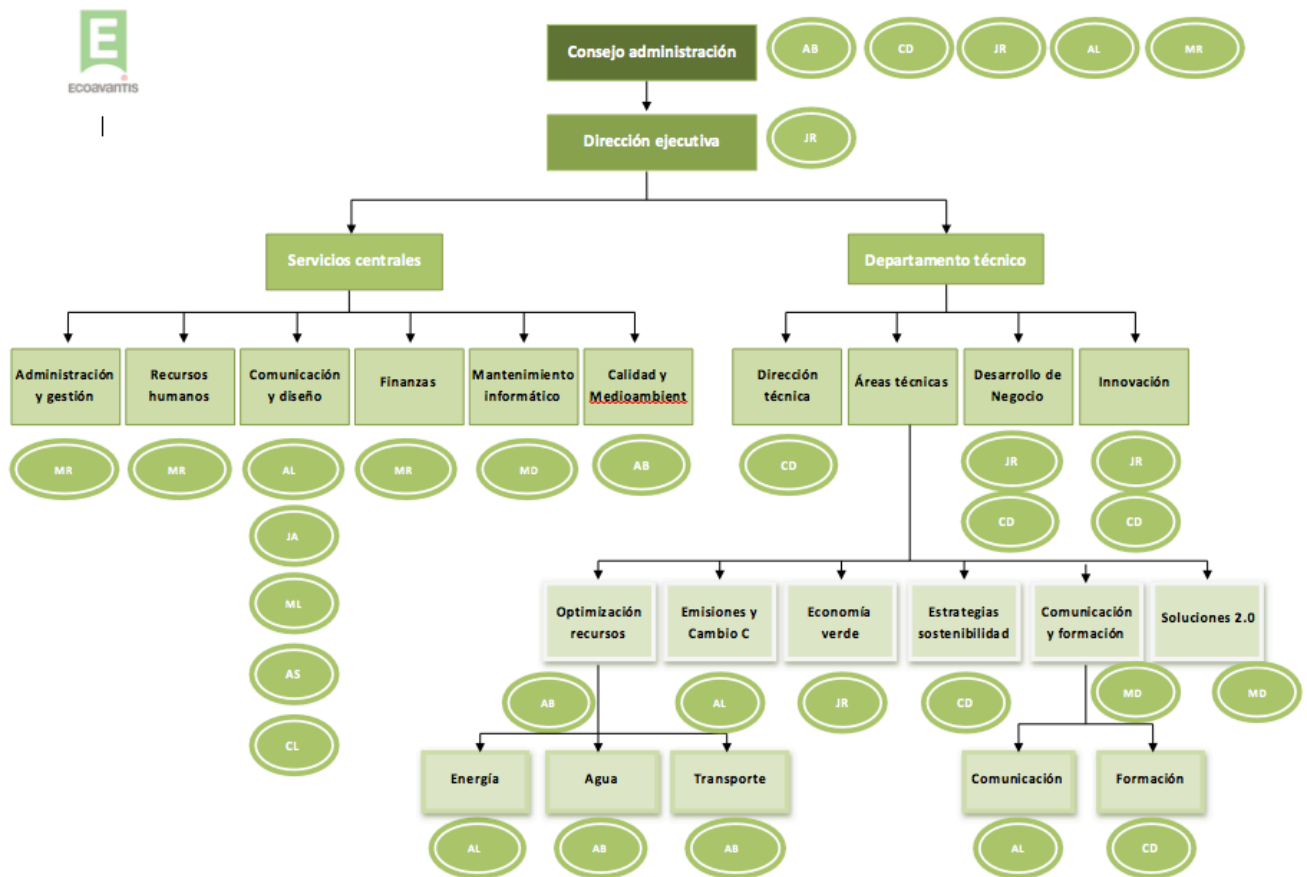 E
ECOAVANTIS
Consejo administración
AB
CD
JR
AL
MR
Dirección ejecutiva
JR
Servicios centrales
Departamento técnico
Administración
y gestión
Recursos
humanos
Comunicación
y diseño
Finanzas
Mantenimiento
informático
Calidad y
Medioambient
Dirección
técnica
Áreas técnicas
Desarrollo de
Negocio
Innovación
MR
MR
AL
MR
MD
AB
CD
JR
JR
JA
CD
CD
ML
AS
CL
Optimización
recursos
Emisiones y
Cambio C
Economía
verde
Estrategias
sostenibilidad
Comunicación
y formación
Soluciones 2.0
AB
AL
JR
CD
MD
MD
Energía
Agua
Transporte
Comunicación
Formación
AL
AB
AB
AL
CD